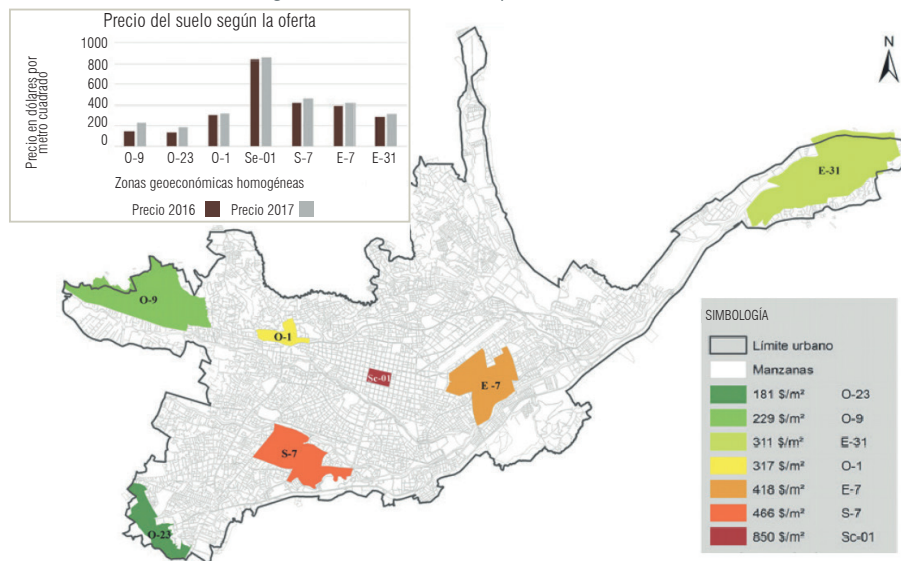 Precio del suelo según la oferta
Precio en dólares por
metro cuadrado
1000
800
600
400
200
0
O-9 O-23 O-1 Se-01 S-7 E-7 E-31
Zonas geoeconómicas homogéneas
Precio 2016 Precio 2017
N
E-31
O-9
O-1
Sc-01
E -7
S-7
O-23
SIMBOLOGÍA
Límite urbano
Manzanas
181 $/m² O-23
229 $/m² O-9
311 $/m² E-31
317 $/m² O-1
418 $/m² E-7
466 $/m² S-7
850 $/m² Sc-01